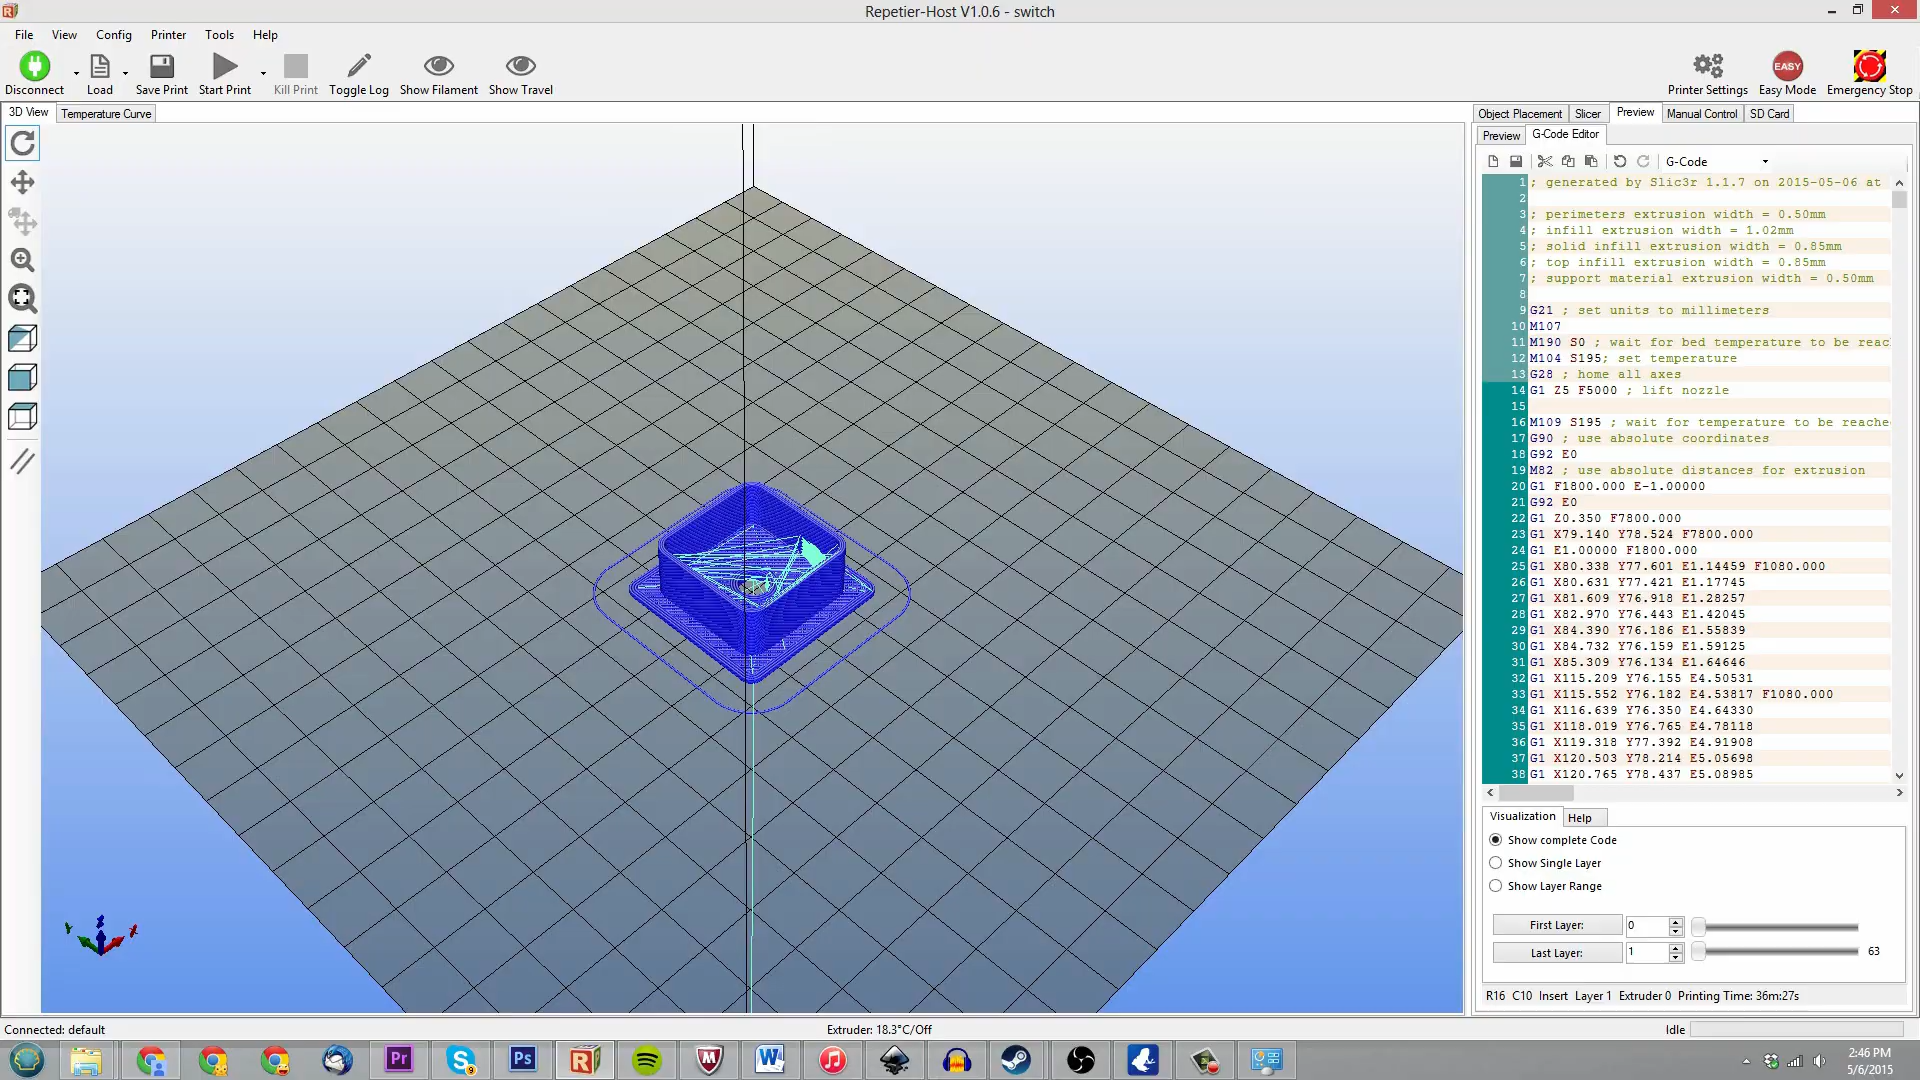 Repetier-Host V1.0.6 - switch
File View Config Printer Tools Help
Disconnect Load Save Print Start Print Kill Print Toggle Log Show Filament Show Travel Printer Settings EASY Easy Mode Emergency Stop
3D View Temperature Curve
Object Placement Slicer Preview Manual Control SD Card
Preview G-Code Editor
G-Code
1 ; generated by Slic3r 1.1.7 on 2015-05-06 at
2
3 ; perimeters extrusion width = 0.50mm
4 ; infill extrusion width = 1.02mm
5 ; solid infill extrusion width = 0.85mm
6 ; top infill extrusion width = 0.85mm
7 ; support material extrusion width = 0.50mm
8
9 G21 ; set units to millimeters
10 M107
11 M190 S0 ; wait for bed temperature to be reac
12 M104 S195; set temperature
13 G28 ; home all axes
14 G1 Z5 F5000 ; lift nozzle
15
16 M109 S195 ; wait for temperature to be reache
17 G90 ; use absolute coordinates
18 G92 E0
19 M82 ; use absolute distances for extrusion
20 G1 F1800.000 E-1.00000
21 G92 E0
22 G1 Z0.350 F7800.000
23 G1 X79.140 Y78.524 F7800.000
24 G1 E1.00000 F1800.000
25 G1 X80.338 Y77.601 E1.14459 F1080.000
26 G1 X80.631 Y77.421 E1.17745
27 G1 X81.609 Y76.918 E1.28257
28 G1 X82.970 Y76.443 E1.42045
29 G1 X84.390 Y76.186 E1.55839
30 G1 X84.732 Y76.159 E1.59125
31 G1 X85.309 Y76.134 E1.64646
32 G1 X115.209 Y76.155 E4.50531
33 G1 X115.552 Y76.182 E4.53817 F1080.000
34 G1 X116.639 Y76.350 E4.64330
35 G1 X118.019 Y76.765 E4.78118
36 G1 X119.318 Y77.392 E4.91908
37 G1 X120.503 Y78.214 E5.05698
38 G1 X120.765 Y78.437 E5.08985
Visualization Help
Show complete Code
Show Single Layer
Show Layer Range
First Layer: 0
Last Layer: 1 63
R16 C10 Insert Layer 1 Extruder 0 Printing Time: 36m:27s
Connected: default Extruder: 18.3°C/Off Idle
Pr S 9 Ps R W
2:46 PM
5/6/2015